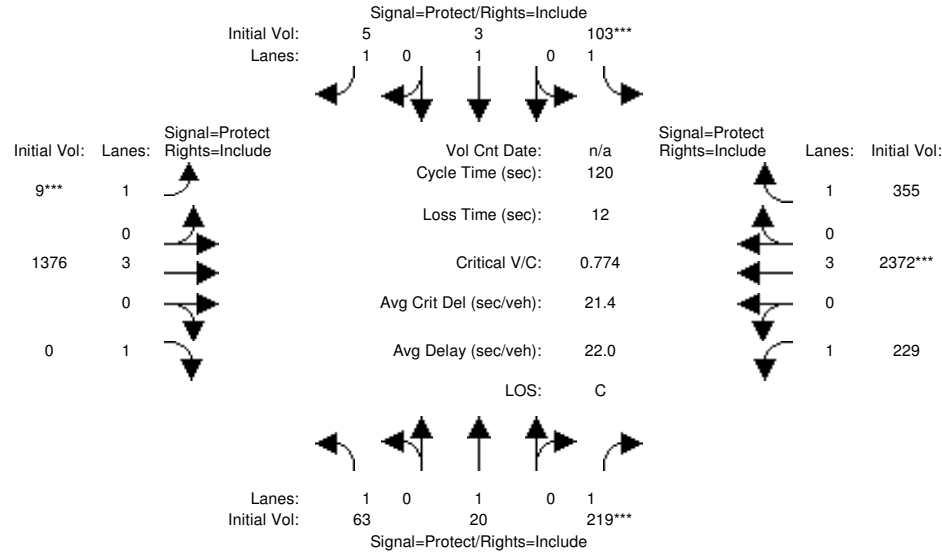 Signal=Protect/Rights=Include
Initial Vol: 5 3 103***
Lanes: 1 0 1 0 1
Signal=Protect
Rights=Include
Initial Vol: Lanes:
Vol Cnt Date: n/a
Signal=Protect
Rights=Include
Lanes: Initial Vol:
Cycle Time (sec): 120
9*** 1
1 355
Loss Time (sec): 12
0
0
1376 3
Critical V/C: 0.774
3 2372***
0
Avg Crit Del (sec/veh): 21.4
0
0 1
Avg Delay (sec/veh): 22.0
1 229
LOS: C
Lanes: 1 0 1 0 1
Initial Vol: 63 20 219***
Signal=Protect/Rights=Include